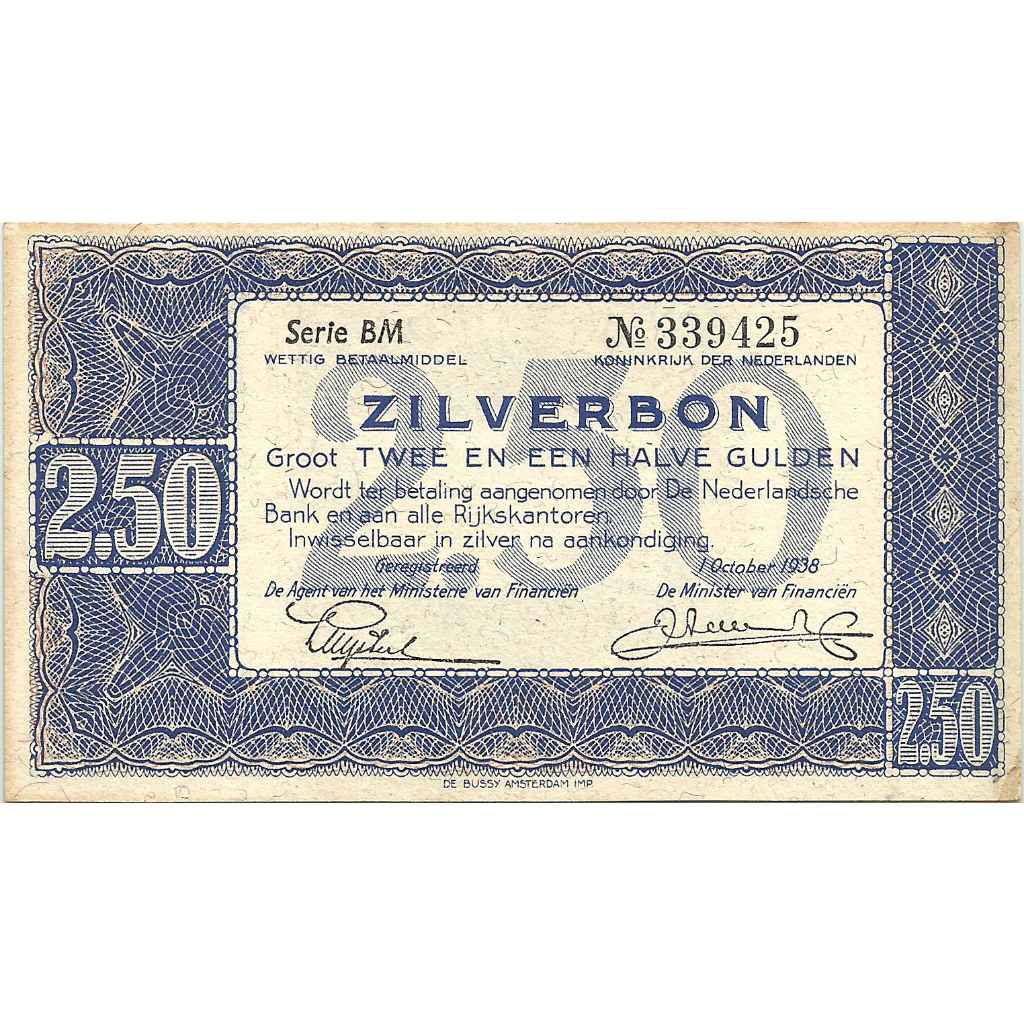 Serie BM
№ 339425
WETTIG BETAALMIDDEL
KONINKRIJK DER NEDERLANDEN
2.50
ZILVERBON
Groot TWEE EN EEN HALVE GULDEN
Wordt ter betaling aangenomen door De Nederlandsche
Bank en aan alle Rijkskantoren.
Inwisselbaar in zilver na aankondiging.
2.50
Geregistreerd
1 October 1938
De Agent van het Ministerie van Financiën
De Minister van Financiën
2.50
DE BUSSY AMSTERDAM IMP.